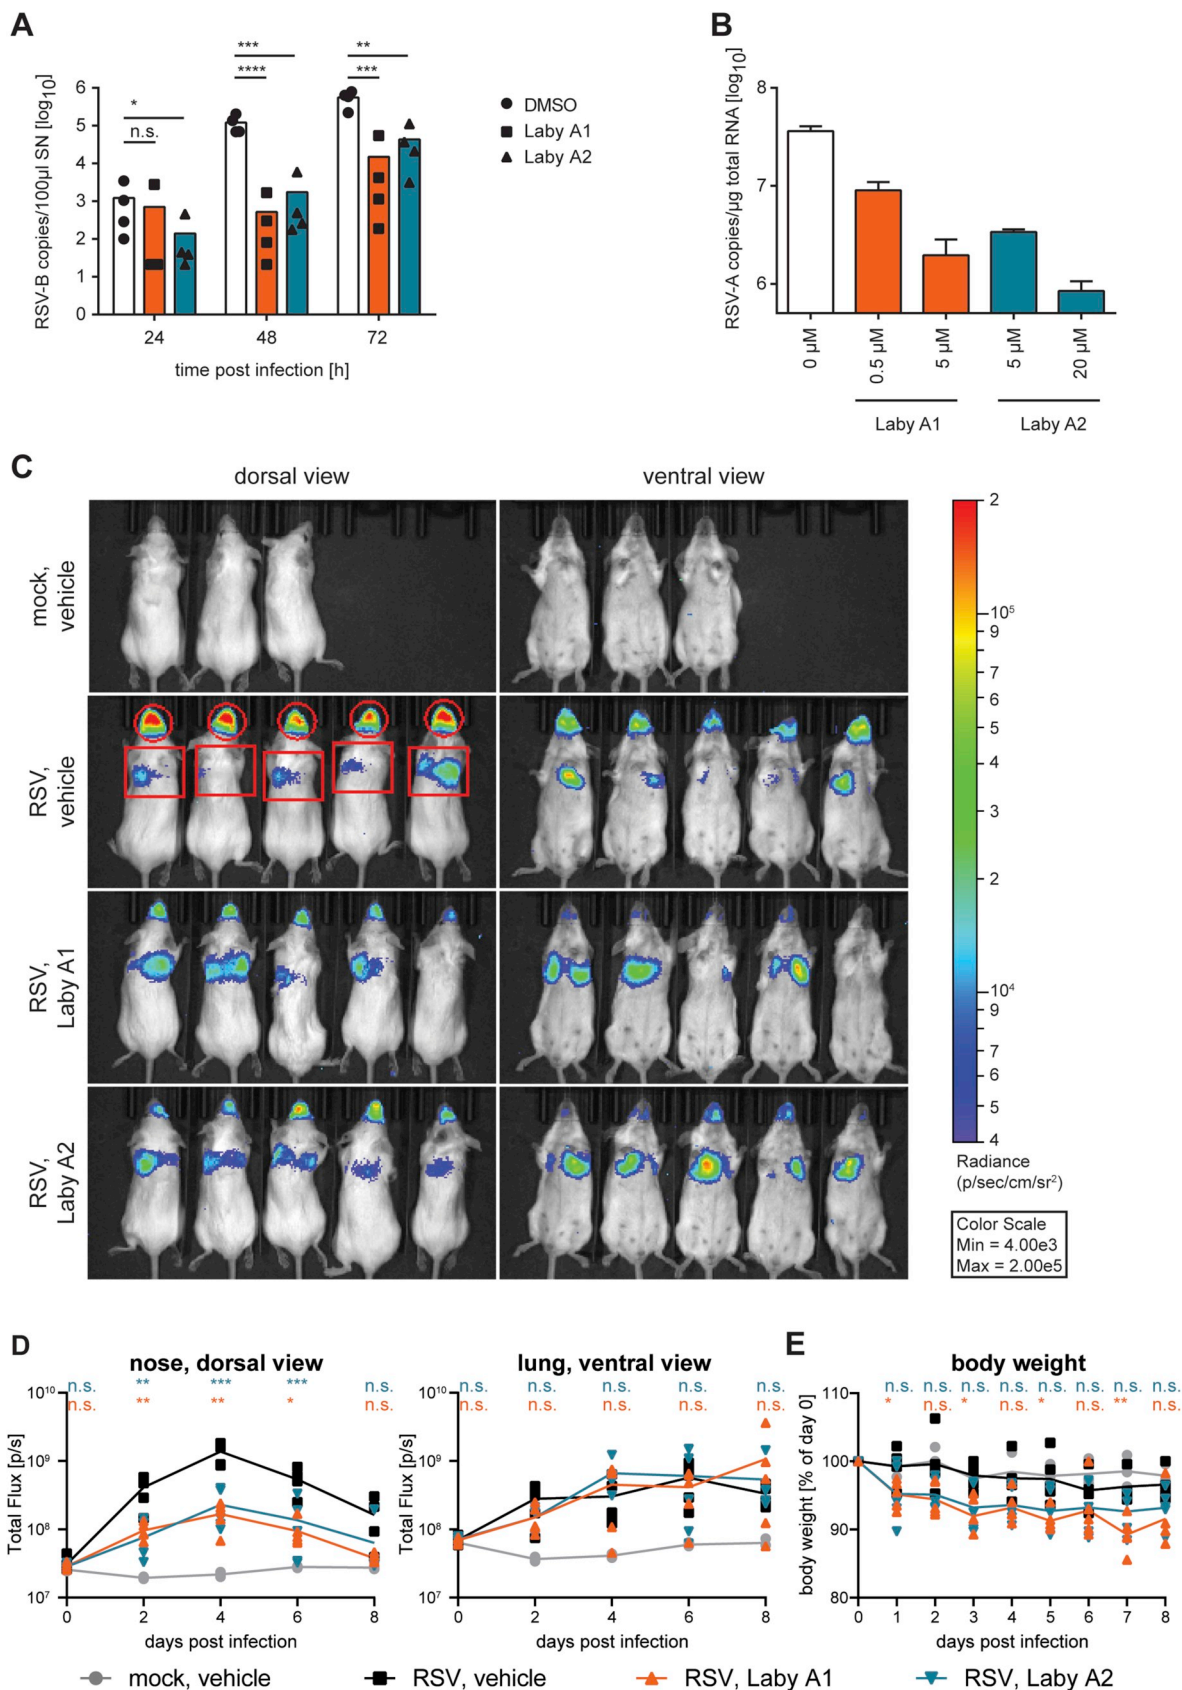 A
RSV-B copies/100µl SN [log10]
6
5
4
3
2
1
0
*
n.s.
***
****
**
***
24
48
72
time post infection [h]
DMSO
Laby A1
Laby A2
B
RSV-A copies/µg total RNA [log10]
8
7
6
0 µM
0.5 µM
5 µM
5 µM
20 µM
Laby A1
Laby A2
C
dorsal view
ventral view
mock,
vehicle
RSV,
vehicle
RSV,
Laby A1
RSV,
Laby A2
2
10⁵
9
7
6
5
4
3
2
10⁴
9
8
7
6
5
4
Radiance
(p/sec/cm/sr²)
Color Scale
Min = 4.00e3
Max = 2.00e5
D
nose, dorsal view
n.s. ** *** *** n.s.
n.s. ** ** * n.s.
Total Flux [p/s]
10¹⁰
10⁹
10⁸
10⁷
0 2 4 6 8
days post infection
lung, ventral view
n.s. n.s. n.s. n.s. n.s.
n.s. n.s. n.s. n.s. n.s.
Total Flux [p/s]
10¹⁰
10⁹
10⁸
10⁷
0 2 4 6 8
days post infection
E
body weight
n.s. n.s. n.s. n.s. n.s. n.s. n.s. n.s.
* n.s. * n.s. * n.s. ** n.s.
body weight [% of day 0]
110
100
90
80
0 1 2 3 4 5 6 7 8
days post infection
mock, vehicle
RSV, vehicle
RSV, Laby A1
RSV, Laby A2